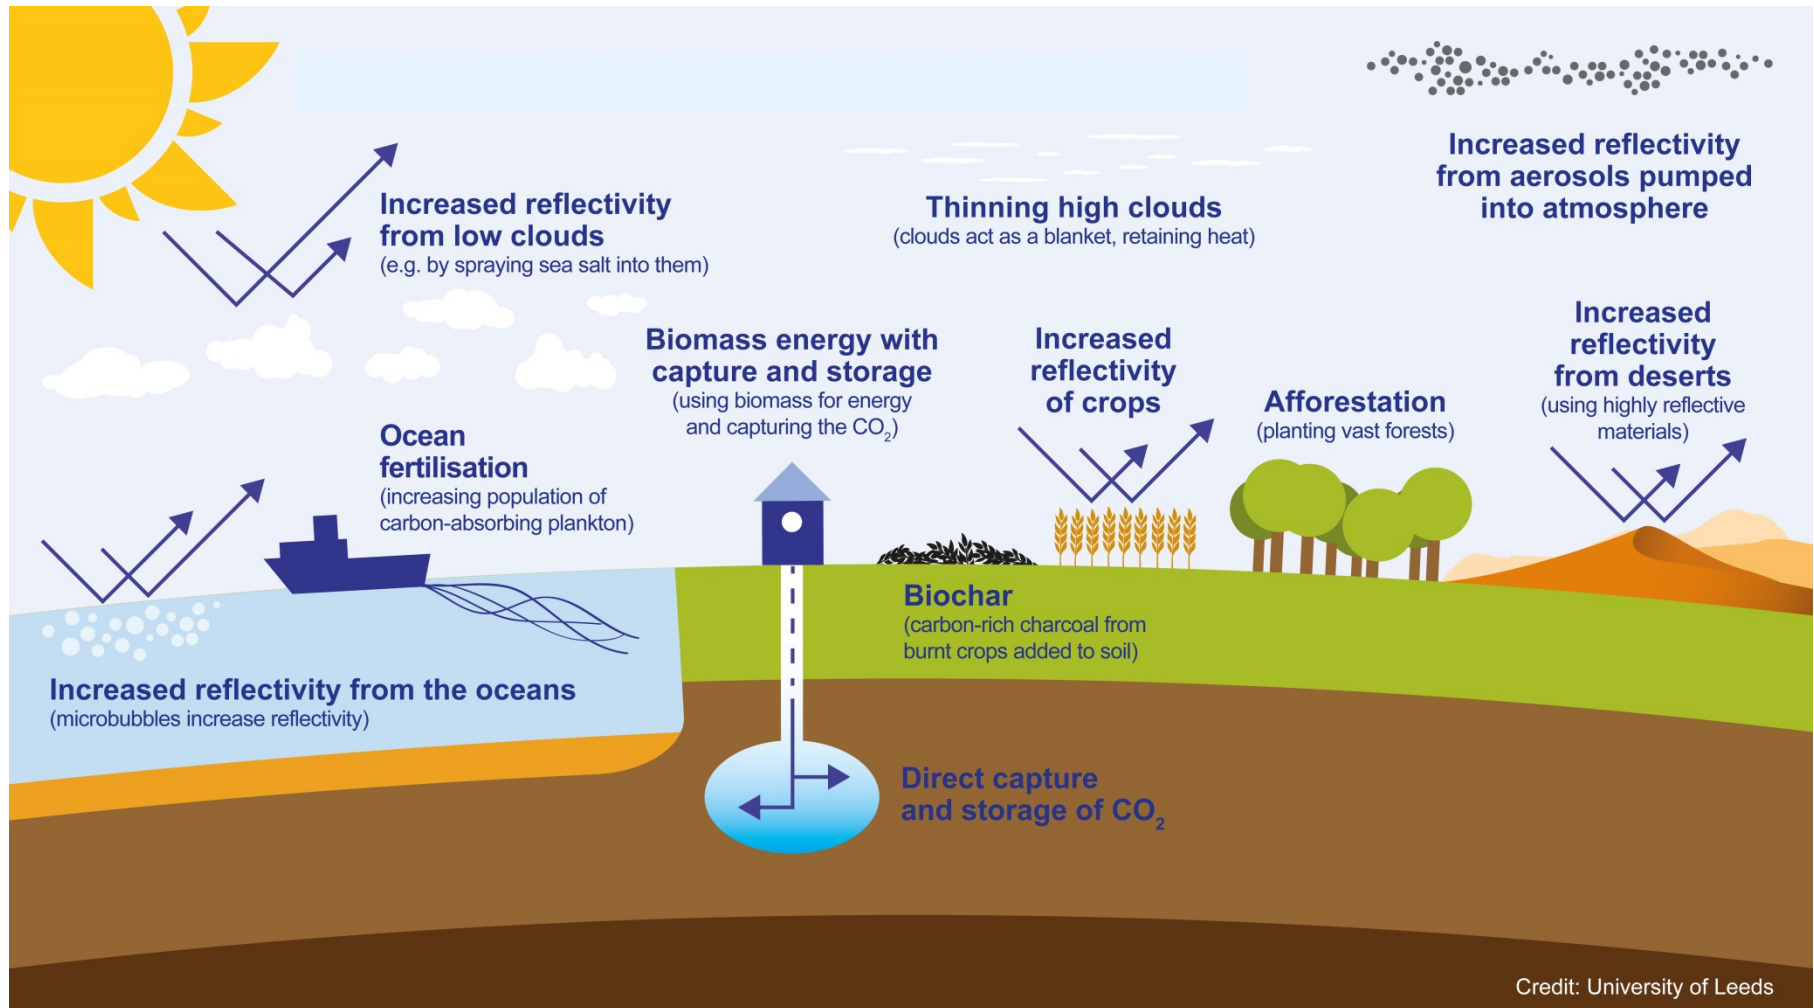 Increased reflectivity
from low clouds
(e.g. by spraying sea salt into them)
Thinning high clouds
(clouds act as a blanket, retaining heat)
Increased reflectivity
from aerosols pumped
into atmosphere
Ocean
fertilisation
(increasing population of
carbon-absorbing plankton)
Biomass energy with
capture and storage
(using biomass for energy
and capturing the CO₂)
Increased
reflectivity
of crops
Afforestation
(planting vast forests)
Increased
reflectivity
from deserts
(using highly reflective
materials)
Increased reflectivity from the oceans
(microbubbles increase reflectivity)
Biochar
(carbon-rich charcoal from
burnt crops added to soil)
Direct capture
and storage of CO₂
Credit: University of Leeds